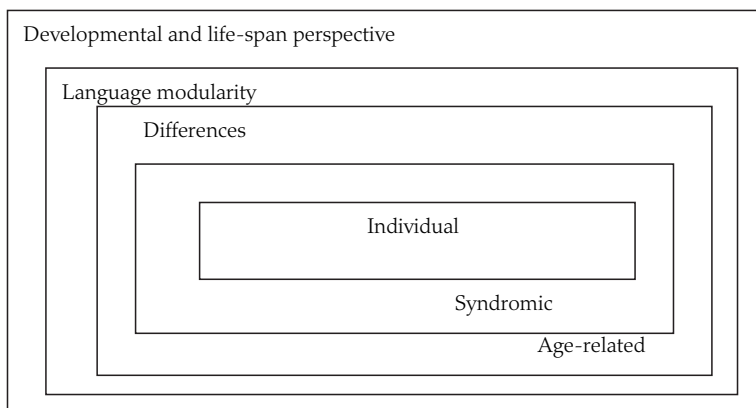 Developmental and life-span perspective
Language modularity
Differences
Individual
Syndromic
Age-related